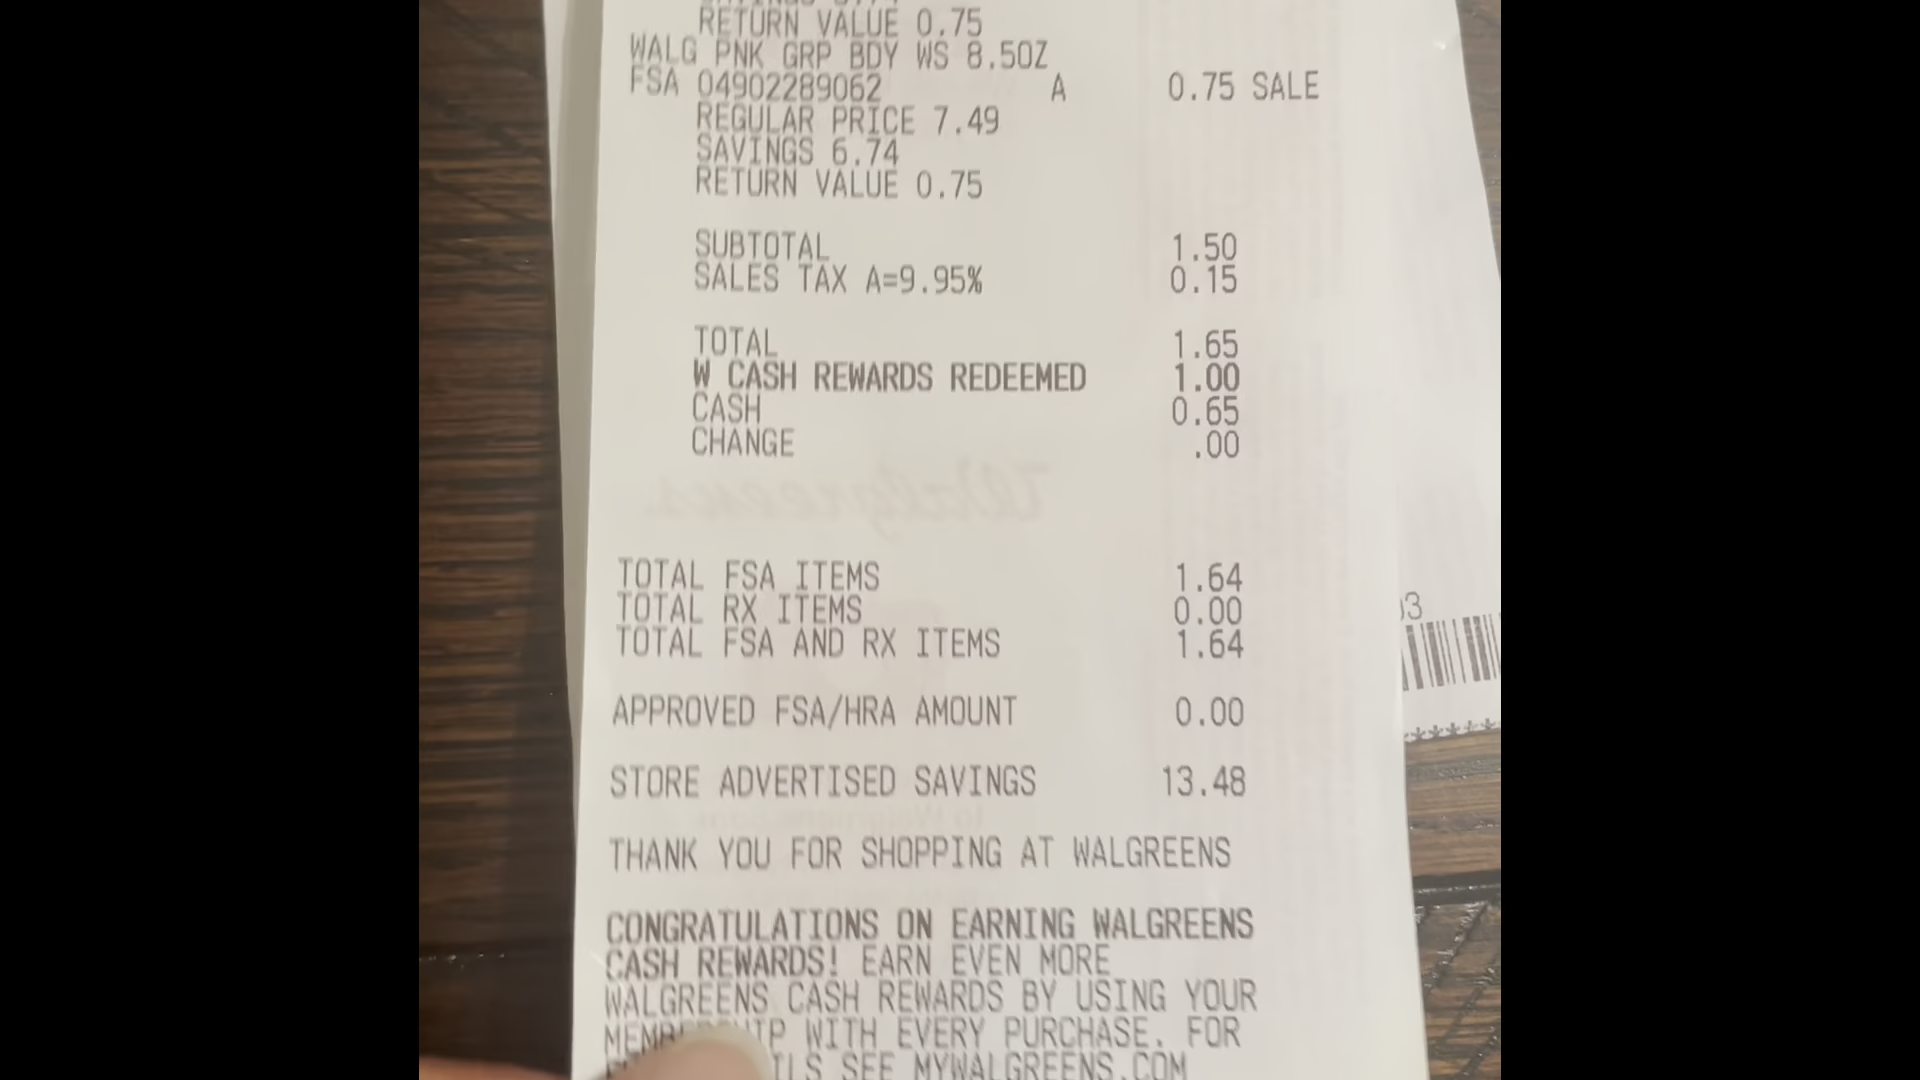 RETURN VALUE 0.75
WALG PNK GRP BDY WS 8.5OZ
FSA 04902289062 A 0.75 SALE
REGULAR PRICE 7.49
SAVINGS 6.74
RETURN VALUE 0.75
SUBTOTAL 1.50
SALES TAX A=9.95% 0.15
TOTAL 1.65
W CASH REWARDS REDEEMED 1.00
CASH 0.65
CHANGE .00
TOTAL FSA ITEMS 1.64
TOTAL RX ITEMS 0.00
TOTAL FSA AND RX ITEMS 1.64
APPROVED FSA/HRA AMOUNT 0.00
STORE ADVERTISED SAVINGS 13.48
THANK YOU FOR SHOPPING AT WALGREENS
CONGRATULATIONS ON EARNING WALGREENS
CASH REWARDS! EARN EVEN MORE
WALGREENS CASH REWARDS BY USING YOUR
WITH EVERY PURCHASE. FOR
SEE MYWALGREENS.COM